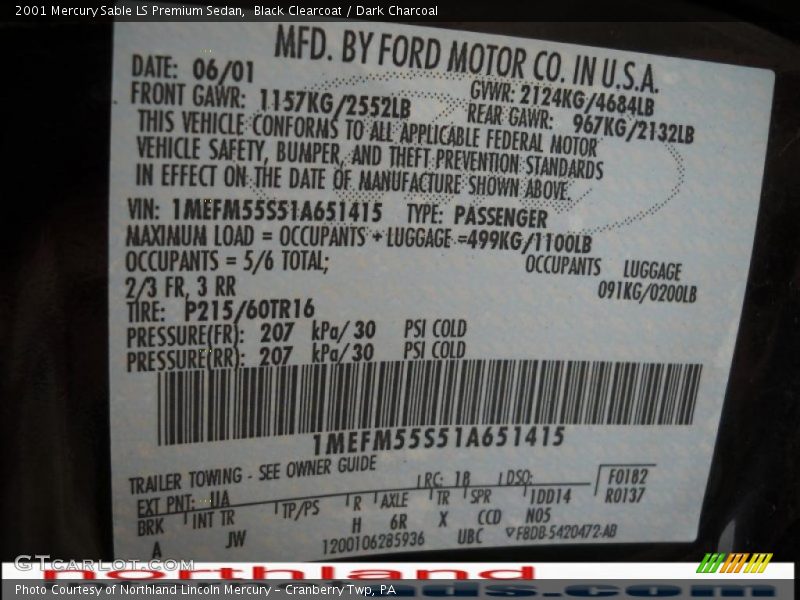 2001 Mercury Sable LS Premium Sedan, Black Clearcoat / Dark Charcoal
MFD. BY FORD MOTOR CO. IN U.S.A.
DATE: 06/01 GVWR: 2124KG/4684LB
FRONT GAWR: 1157KG/2552LB REAR GAWR: 967KG/2132LB
THIS VEHICLE CONFORMS TO ALL APPLICABLE FEDERAL MOTOR
VEHICLE SAFETY, BUMPER, AND THEFT PREVENTION STANDARDS
IN EFFECT ON THE DATE OF MANUFACTURE SHOWN ABOVE.
VIN: 1MEFM55S51A651415 TYPE: PASSENGER
MAXIMUM LOAD = OCCUPANTS + LUGGAGE =499KG/1100LB
OCCUPANTS = 5/6 TOTAL; OCCUPANTS LUGGAGE
2/3 FR, 3 RR 091KG/0200LB
TIRE: P215/60TR16
PRESSURE(FR): 207 kPa/ 30 PSI COLD
PRESSURE(RR): 207 kPa/ 30 PSI COLD
1MEFM55S51A651415
TRAILER TOWING - SEE OWNER GUIDE
EXT PNT: UA RC: 1B DSO: F0182
BRK INT TR TP/PS R AXLE TR SPR 1DD14 R0137
A JW H 6R X CCD N05
1200106285936 UBC ▽F8DB-5420472-AB
GTCarLot.com
northland
Photo Courtesy of Northland Lincoln Mercury - Cranberry Twp, PA